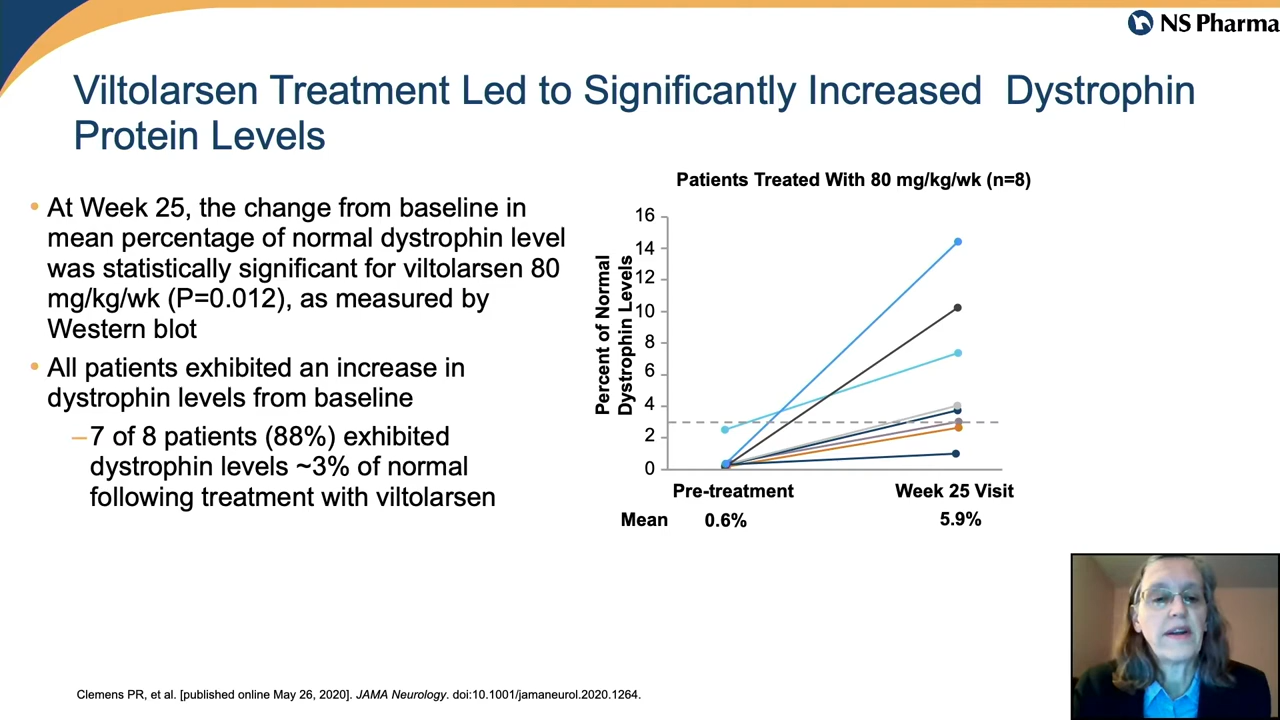 NS Pharma
Viltolarsen Treatment Led to Significantly Increased Dystrophin
Protein Levels
• At Week 25, the change from baseline in
mean percentage of normal dystrophin level
was statistically significant for viltolarsen 80
mg/kg/wk (P=0.012), as measured by
Western blot
• All patients exhibited an increase in
dystrophin levels from baseline
–7 of 8 patients (88%) exhibited
dystrophin levels ~3% of normal
following treatment with viltolarsen
Patients Treated With 80 mg/kg/wk (n=8)
Percent of Normal
Dystrophin Levels
16
14
12
10
8
6
4
2
0
Pre-treatment Week 25 Visit
Mean 0.6% 5.9%
Clemens PR, et al. [published online May 26, 2020]. JAMA Neurology. doi:10.1001/jamaneurol.2020.1264.